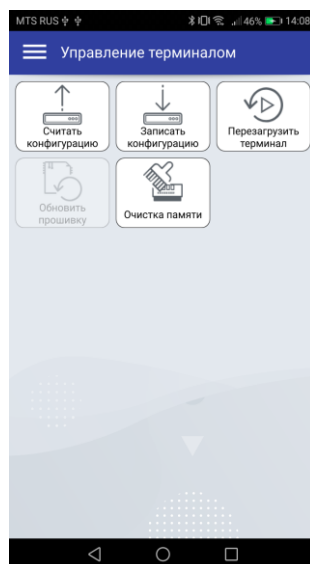 MTS RUS 46% 14:08
Управление терминалом
Считать
конфигурацию
Записать
конфигурацию
Перезагрузить
терминал
Обновить
прошивку
Очистка памяти